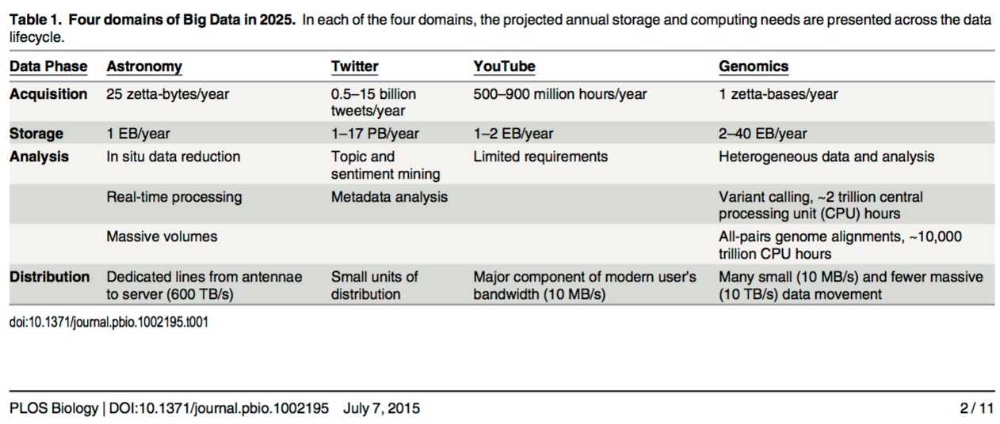 Table 1. Four domains of Big Data in 2025. In each of the four domains, the projected annual storage and computing needs are presented across the data
lifecycle.
Data Phase Astronomy Twitter YouTube Genomics
Acquisition 25 zetta-bytes/year 0.5–15 billion tweets/year 500–900 million hours/year 1 zetta-bases/year
Storage 1 EB/year 1–17 PB/year 1–2 EB/year 2–40 EB/year
Analysis In situ data reduction Topic and sentiment mining Limited requirements Heterogeneous data and analysis
Real-time processing Metadata analysis Variant calling, ~2 trillion central processing unit (CPU) hours
Massive volumes All-pairs genome alignments, ~10,000 trillion CPU hours
Distribution Dedicated lines from antennae to server (600 TB/s) Small units of distribution Major component of modern user's bandwidth (10 MB/s) Many small (10 MB/s) and fewer massive (10 TB/s) data movement
doi:10.1371/journal.pbio.1002195.t001
PLOS Biology | DOI:10.1371/journal.pbio.1002195 July 7, 2015 2 / 11